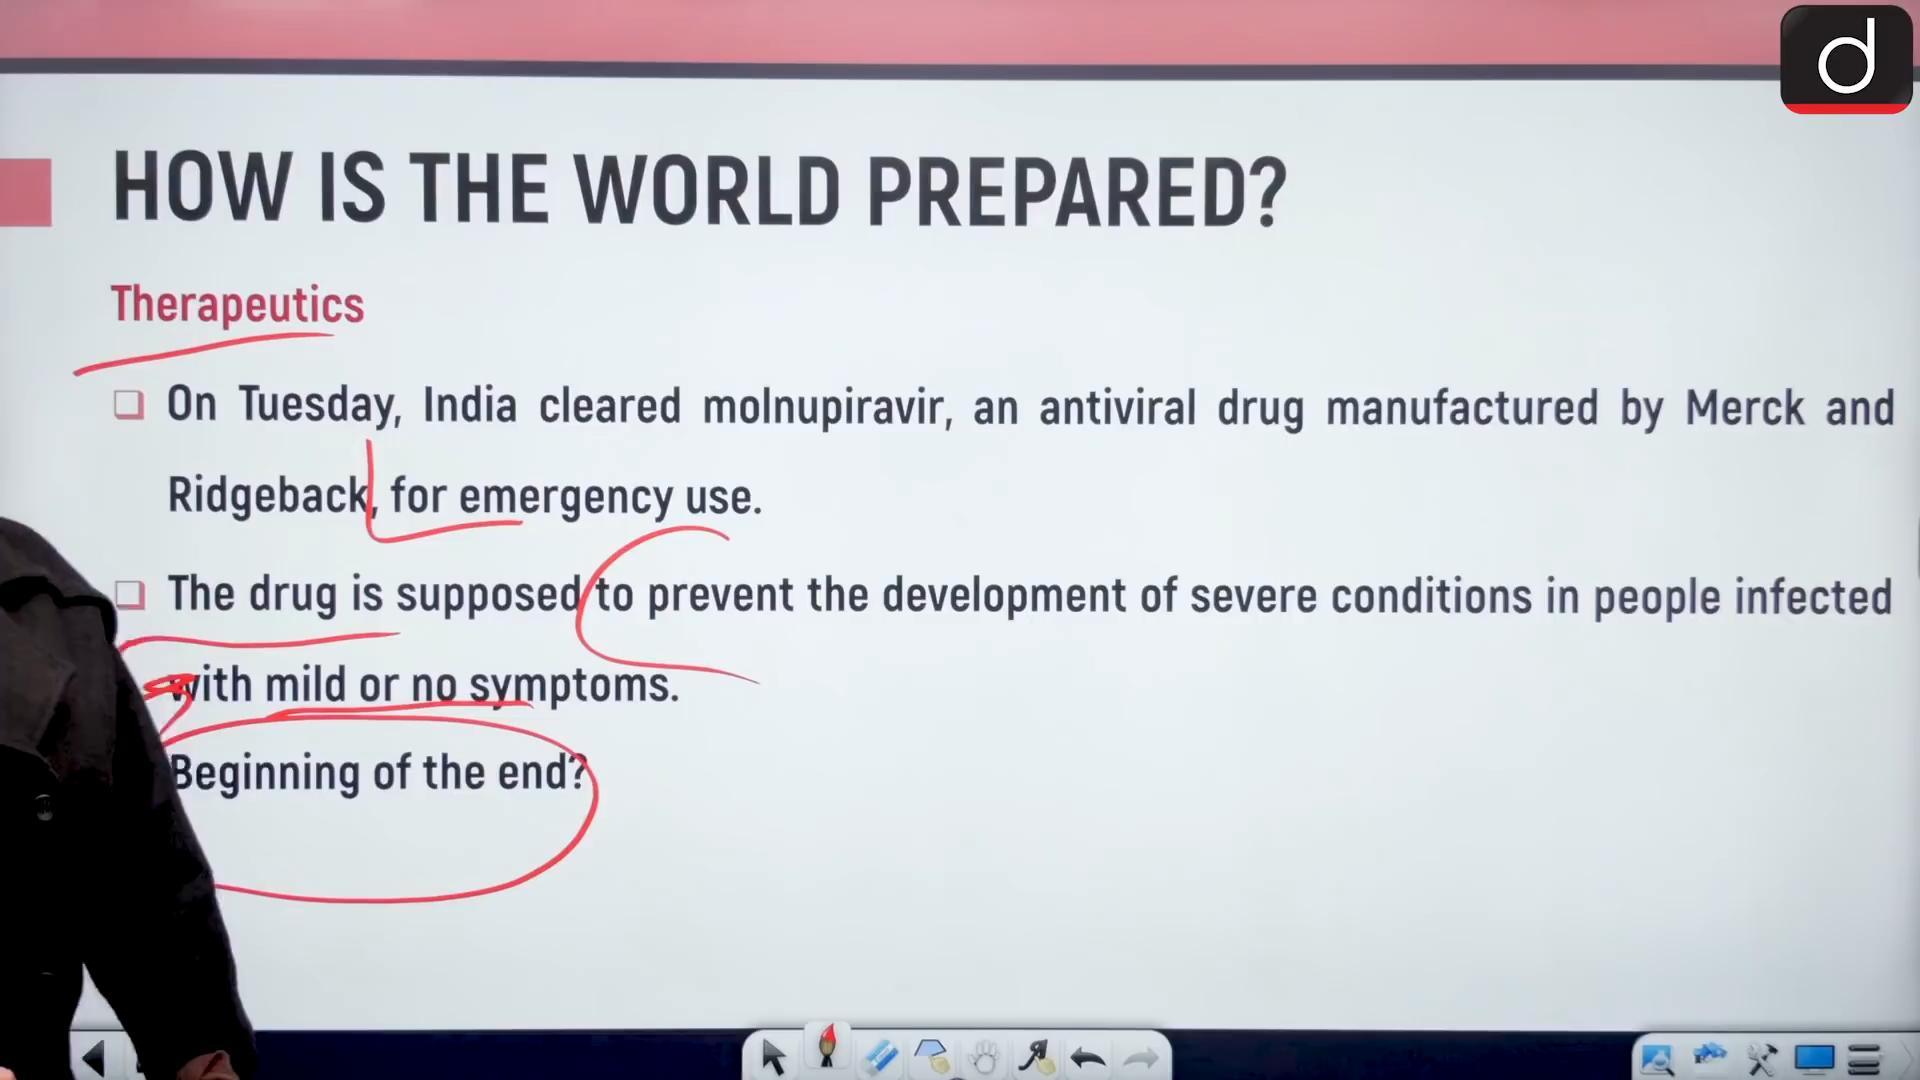 d
HOW IS THE WORLD PREPARED?
Therapeutics
On Tuesday, India cleared molnupiravir, an antiviral drug manufactured by Merck and
Ridgeback, for emergency use.
The drug is supposed to prevent the development of severe conditions in people infected
with mild or no symptoms.
Beginning of the end?